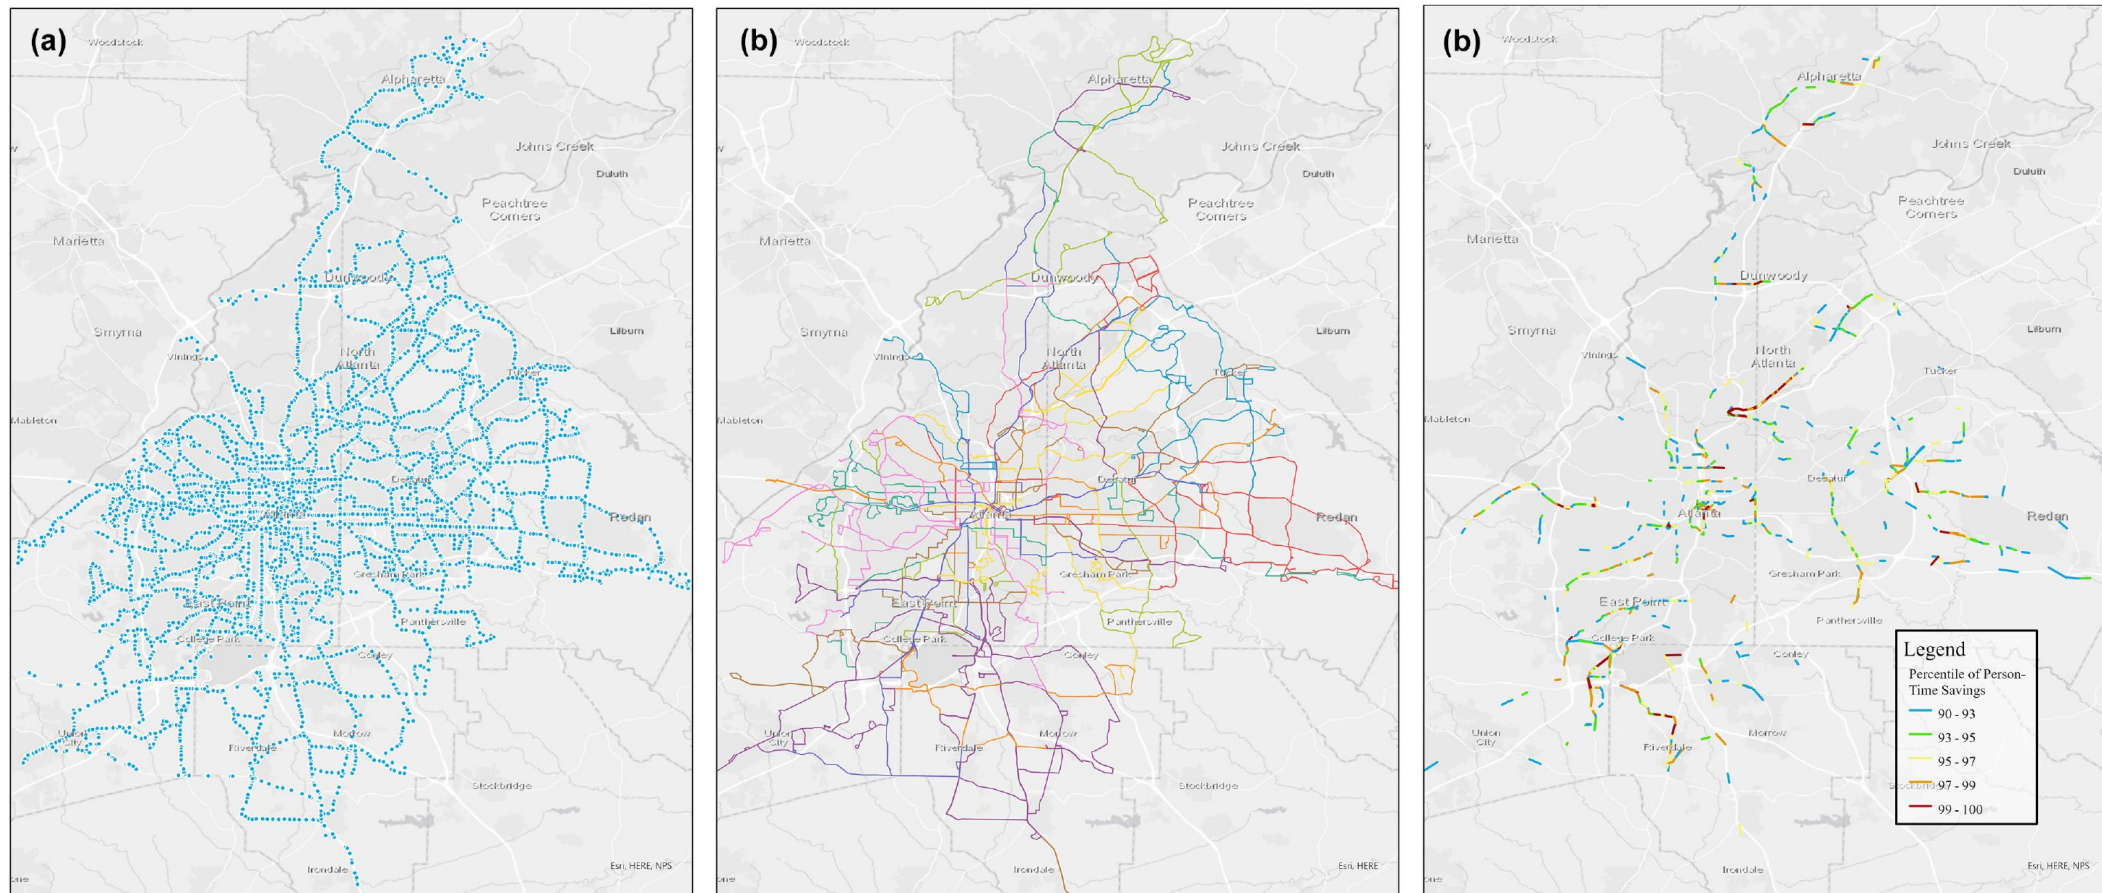 (a)
Woodstock
Alpharetta
Johns Creek
Duluth
Peachtree
Corners
Marietta
Dunwoody
Smyrna
Lilburn
Vinings
North
Atlanta
Tucker
Mableton
Decatur
Atlanta
Redan
Gresham Park
East Point
College Park
Panthersville
Conley
Union
City
Riverdale
Morrow
Stockbridge
Irondale
Esri, HERE, NPS
one
(b)
Woodstock
Alpharetta
Johns Creek
Duluth
Peachtree
Corners
Marietta
Dunwoody
Smyrna
Lilburn
Vinings
North
Atlanta
Tucker
Mableton
Decatur
Atlanta
Redan
Gresham Park
East Point
College Park
Panthersville
Conley
Union
City
Riverdale
Morrow
Stockbridge
Irondale
Esri, HERE
one
(b)
Woodstock
Alpharetta
Johns Creek
Duluth
Peachtree
Corners
Marietta
Dunwoody
Smyrna
Lilburn
Vinings
North
Atlanta
Tucker
Mableton
Decatur
Atlanta
Redan
Gresham Park
East Point
College Park
Panthersville
Conley
Union
City
Riverdale
Morrow
Legend
Percentile of Person-
Time Savings
90 - 93
93 - 95
95 - 97
97 - 99
99 - 100
Irondale
Esri, HERE, NPS
one